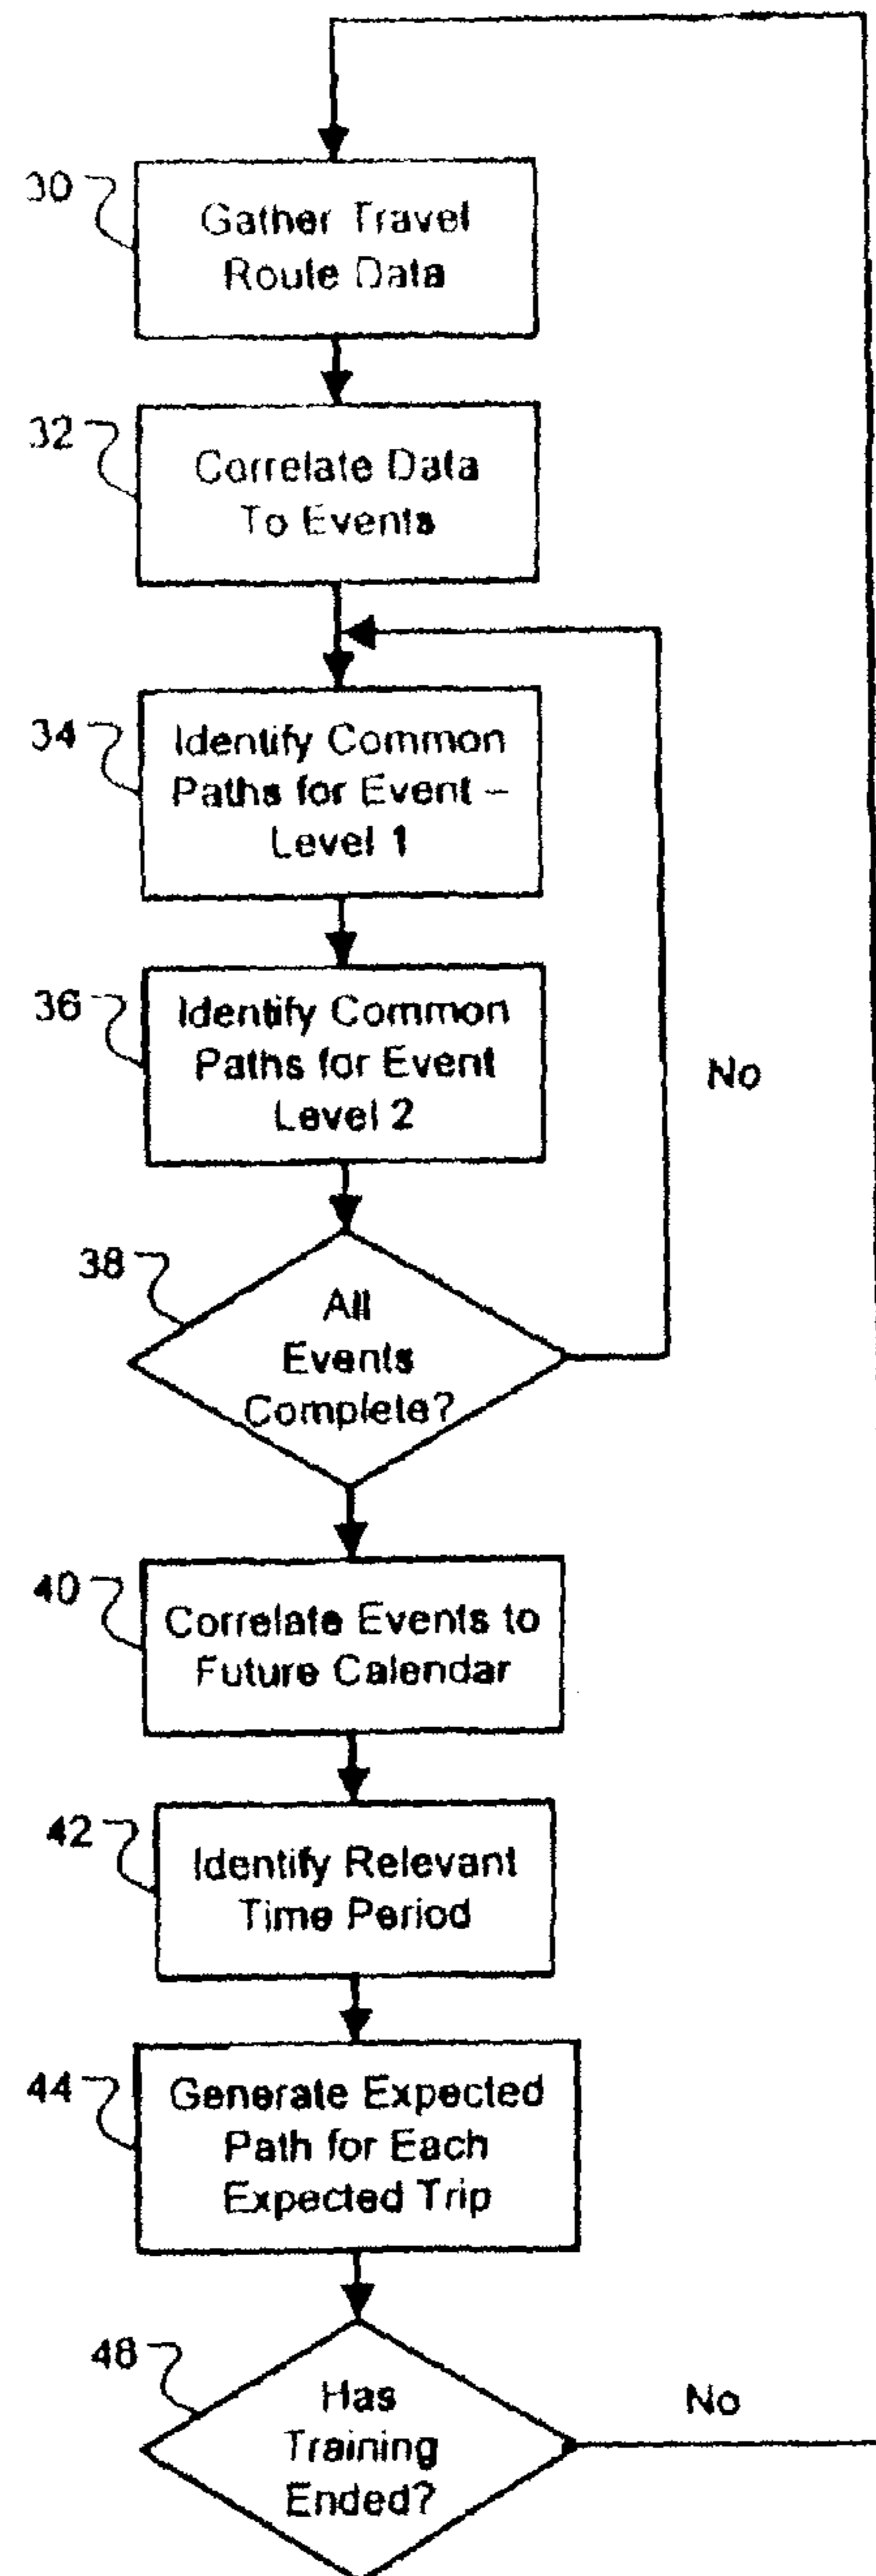 30
Gather Travel
Route Data
32
Correlate Data
To Events
34
Identify Common
Paths for Event –
Level 1
36
Identify Common
Paths for Event
Level 2
No
38
All
Events
Complete?
40
Correlate Events to
Future Calendar
42
Identify Relevant
Time Period
44
Generate Expected
Path for Each
Expected Trip
46
Has
Training
Ended?
No